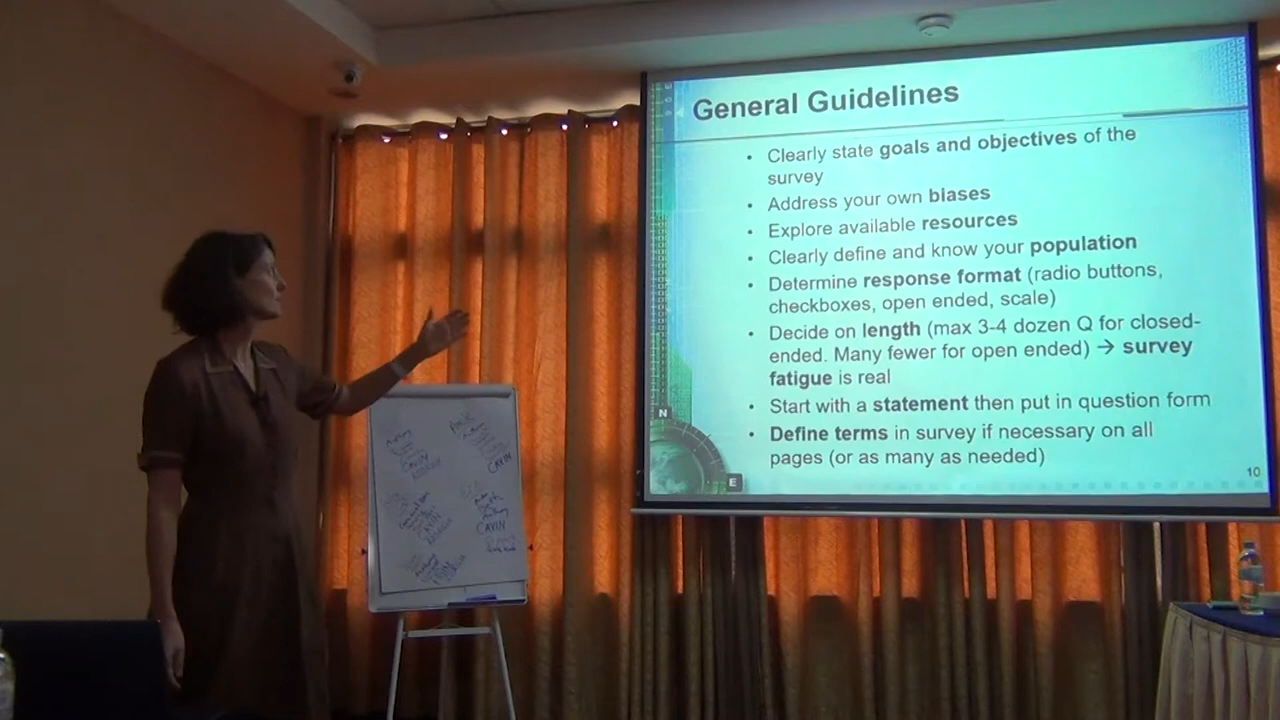 General Guidelines
• Clearly state goals and objectives of the
survey
• Address your own biases
• Explore available resources
• Clearly define and know your population
• Determine response format (radio buttons,
checkboxes, open ended, scale)
• Decide on length (max 3-4 dozen Q for closed-
ended. Many fewer for open ended) → survey
fatigue is real
• Start with a statement then put in question form
• Define terms in survey if necessary on all
pages (or as many as needed)
10
N
E
CAVIN
CAVIN
CAVIN